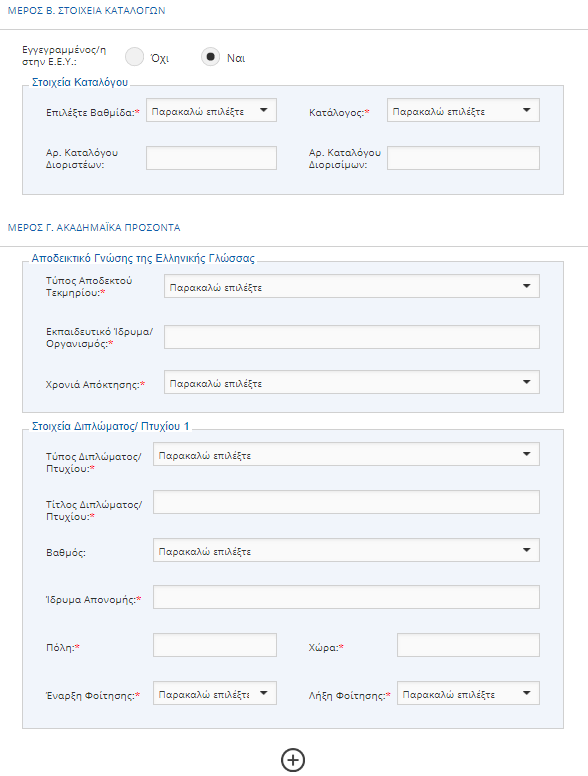 ΜΕΡΟΣ Β. ΣΤΟΙΧΕΙΑ ΚΑΤΑΛΟΓΩΝ
Εγγεγραμμένος/η
στην Ε.Ε.Υ.:
Όχι
Ναι
Στοιχεία Καταλόγου
Επιλέξτε Βαθμίδα:*
Παρακαλώ επιλέξτε
Κατάλογος:*
Παρακαλώ επιλέξτε
Αρ. Καταλόγου
Διοριστέων:
Αρ. Καταλόγου
Διορισίμων:
ΜΕΡΟΣ Γ. ΑΚΑΔΗΜΑΪΚΑ ΠΡΟΣΟΝΤΑ
Αποδεικτικό Γνώσης της Ελληνικής Γλώσσας
Τύπος Αποδεκτού
Τεκμηρίου:*
Παρακαλώ επιλέξτε
Εκπαιδευτικό Ίδρυμα/
Οργανισμός:*
Χρονιά Απόκτησης:*
Παρακαλώ επιλέξτε
Στοιχεία Διπλώματος/ Πτυχίου 1
Τύπος Διπλώματος/
Πτυχίου:*
Παρακαλώ επιλέξτε
Τίτλος Διπλώματος/
Πτυχίου:*
Βαθμός:
Παρακαλώ επιλέξτε
Ίδρυμα Απονομής:*
Πόλη:*
Χώρα:*
Έναρξη Φοίτησης:*
Παρακαλώ επιλέξτε
Λήξη Φοίτησης:*
Παρακαλώ επιλέξτε